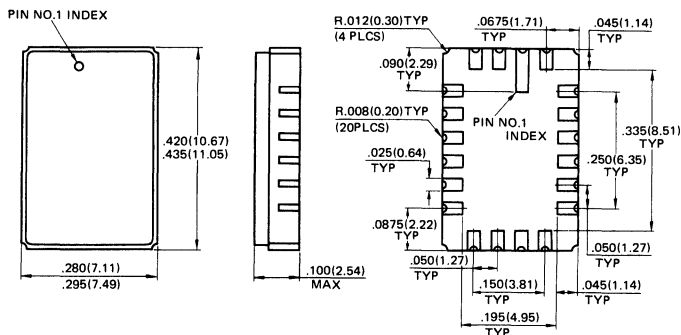 PIN NO.1 INDEX
.420(10.67)
.435(11.05)
.280(7.11)
.295(7.49)
.100(2.54)
MAX
R.012(0.30)TYP
(4 PLCS)
.0675(1.71)
TYP
.045(1.14)
TYP
.090(2.29)
TYP
R.008(0.20)TYP
(20PLCS)
PIN NO.1
INDEX
.335(8.51)
TYP
.250(6.35)
TYP
.025(0.64)
TYP
.0875(2.22)
TYP
.050(1.27)
TYP
.050(1.27)
TYP
.150(3.81)
TYP
.045(1.14)
TYP
.195(4.95)
TYP